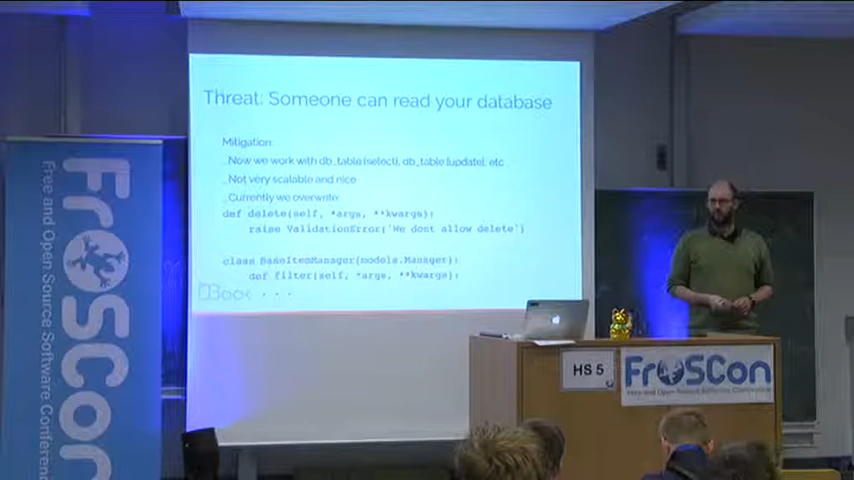 Threat: Someone can read your database
Mitigation:
_Now we work with db_table (select), db_table (update), etc
_Not very scalable and nice
_Currently we overwrite:
def delete(self, *args, **kwargs):
raise ValidationError('We dont allow delete')
class BaseItemManager(models.Manager):
def filter(self, *args, **kwargs):
...
FrOSCon
Free and Open Source Software Conference
HS 5
FrOSCon
Free and Open Source Software Conference